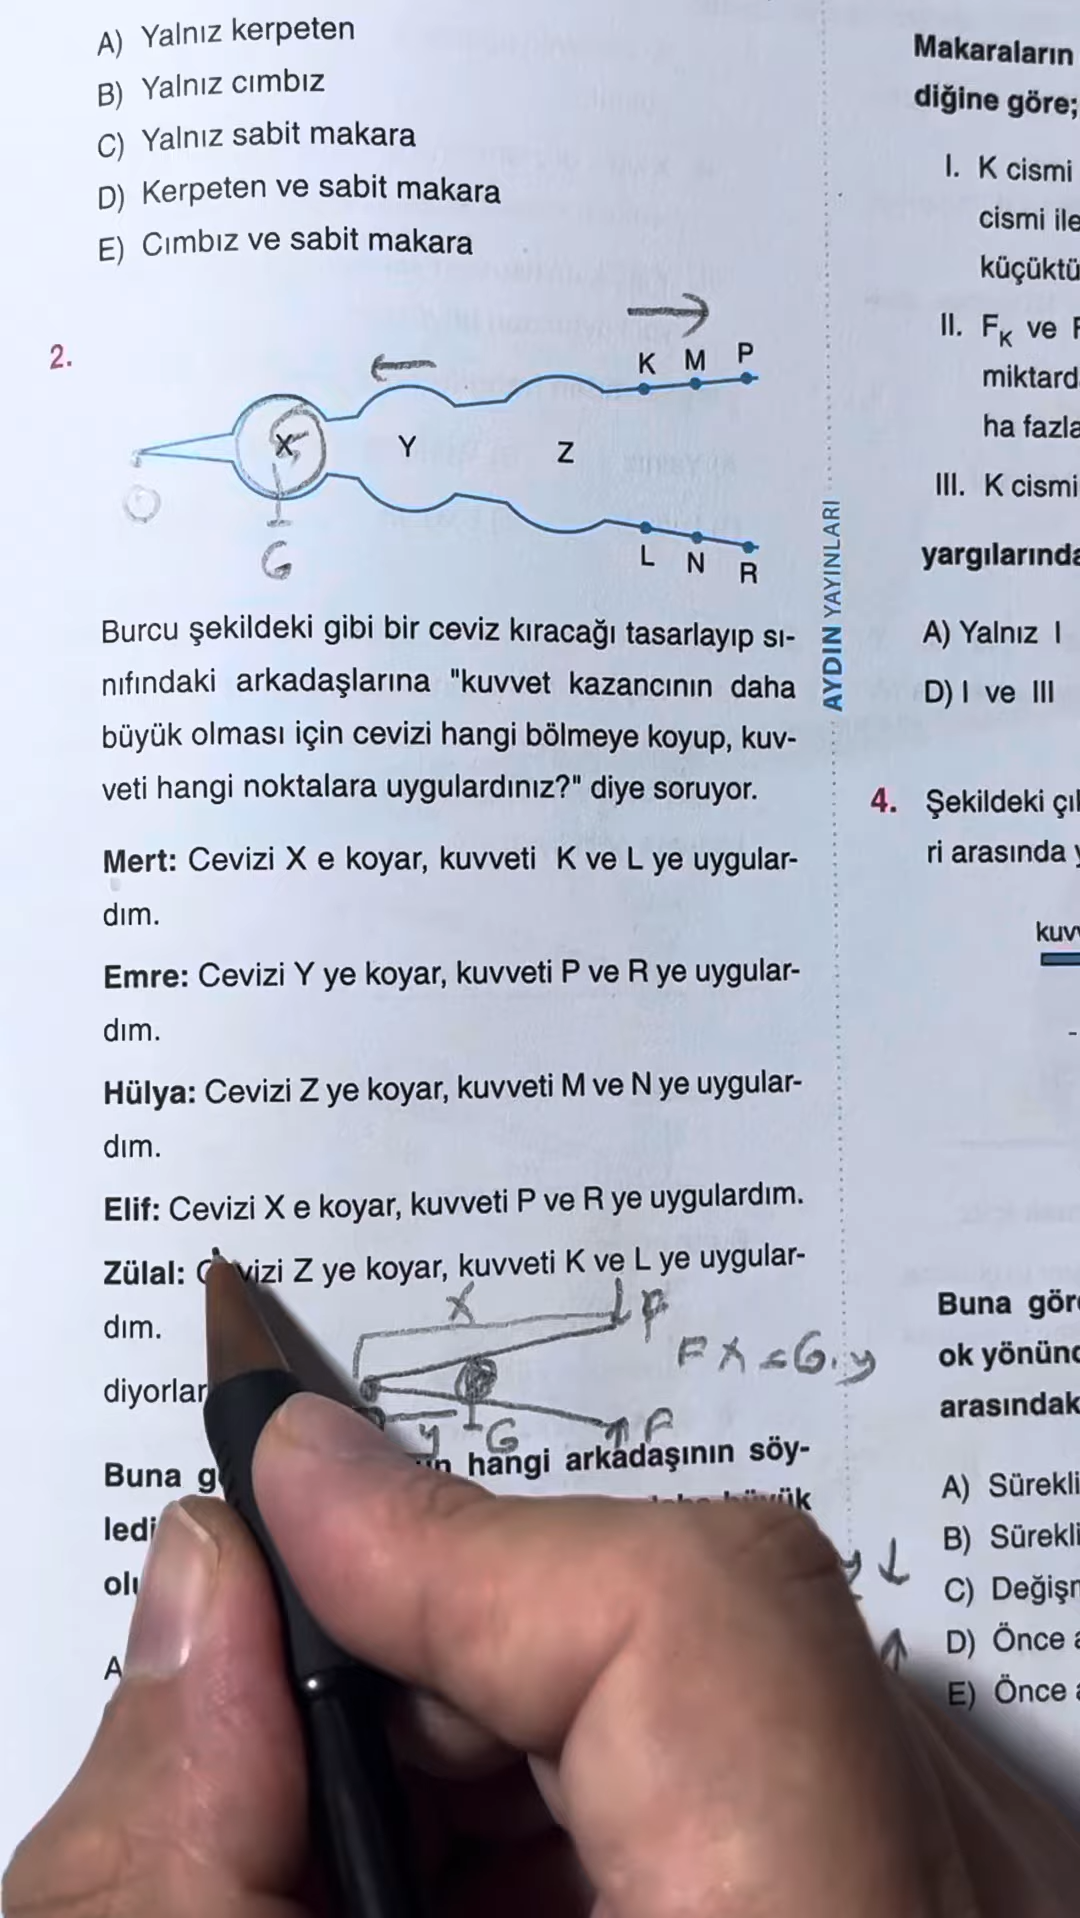 A) Yalnız kerpeten
B) Yalnız cımbız
C) Yalnız sabit makara
D) Kerpeten ve sabit makara
E) Cımbız ve sabit makara
2.
K M P
X Y Z
G
L N R
Burcu şekildeki gibi bir ceviz kıracağı tasarlayıp sı-
nıfındaki arkadaşlarına "kuvvet kazancının daha
büyük olması için cevizi hangi bölmeye koyup, kuv-
veti hangi noktalara uygulardınız?" diye soruyor.
Mert: Cevizi X e koyar, kuvveti K ve L ye uygular-
dım.
Emre: Cevizi Y ye koyar, kuvveti P ve R ye uygular-
dım.
Hülya: Cevizi Z ye koyar, kuvveti M ve N ye uygular-
dım.
Elif: Cevizi X e koyar, kuvveti P ve R ye uygulardım.
Zülal: Z ye koyar, kuvveti K ve L ye uygular-
dım.
diyorlar
X
F
F X = G . y
y G F
Buna hangi arkadaşının söy-
y ↓
A
AYDIN YAYINLARI
Makaraların
diğine göre;
I. K cismi
cismi ile
küçüktü
II. FK ve
miktard
ha fazla
III. K cismi
yargılarında
A) Yalnız I
D) I ve III
4. Şekildeki
ri arasında
kuv
Buna gör
ok yönünd
arasındak
A) Sürekli
B) Sürekli
C) Değişm
D) Önce a
E) Önce a